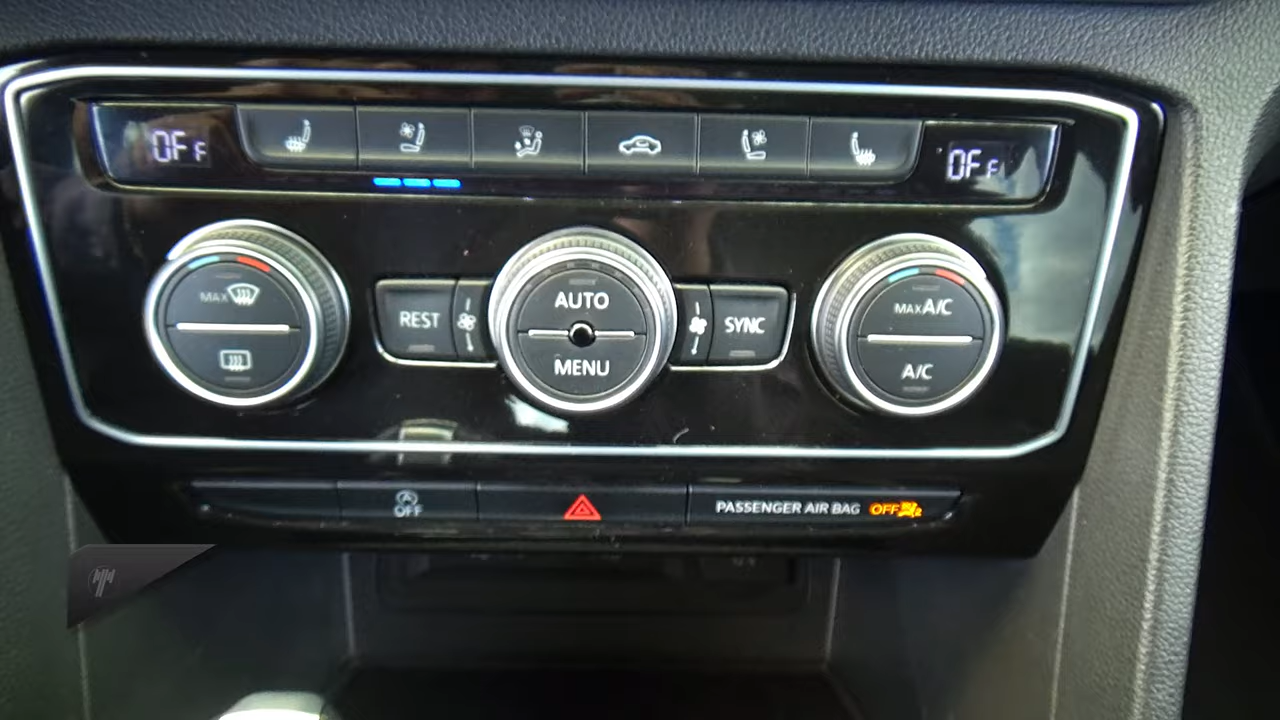 OFF
OFF
MAX
REST
AUTO
MENU
SYNC
MAX A/C
A/C
A OFF
PASSENGER AIR BAG OFF